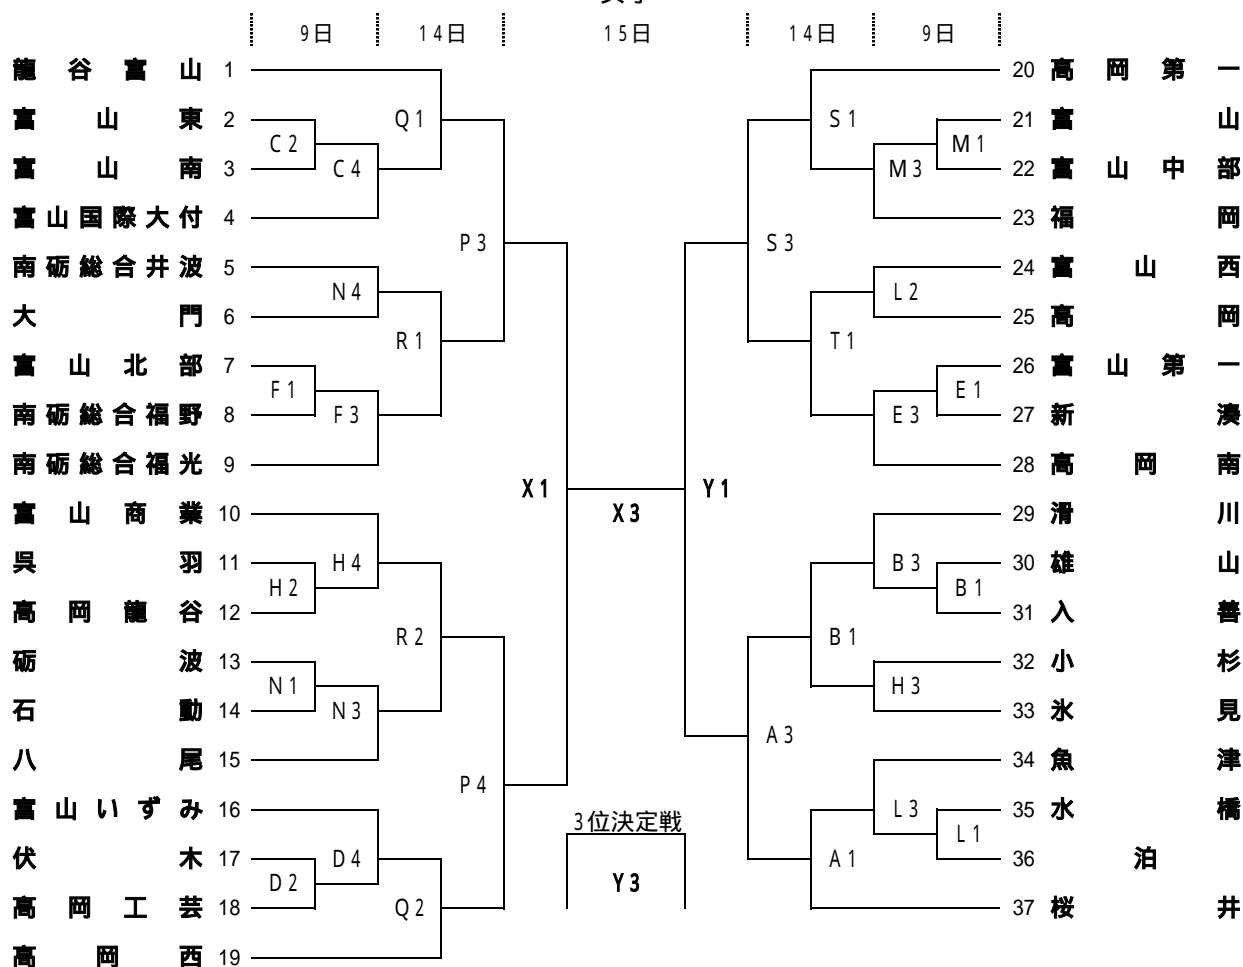 9日 14日 15日 14日 9日
龍谷富山 1
富山東 2
富山南 3
富山国際大付 4
南砺総合井波 5
大門 6
富山北部 7
南砺総合福野 8
南砺総合福光 9
富山商業 10
呉羽 11
高岡龍谷 12
砺波 13
石動 14
八尾 15
富山いずみ 16
伏木 17
高岡工芸 18
高岡西 19
C2
C4
Q1
P3
N4
R1
F1
F3
X1
H4
H2
R2
N1
N3
P4
D4
D2
Q2
X3
3位決定戦
Y3
Y1
S1
M1
M3
S3
L2
T1
E1
E3
B3
B1
B1
H3
A3
L3
L1
A1
20 高岡第一
21 富山
22 富山中部
23 福岡
24 富山西
25 高岡
26 富山第一
27 新湊
28 高岡南
29 滑川
30 雄山
31 入善
32 小杉
33 氷見
34 魚津
35 水橋
36 泊
37 桜井